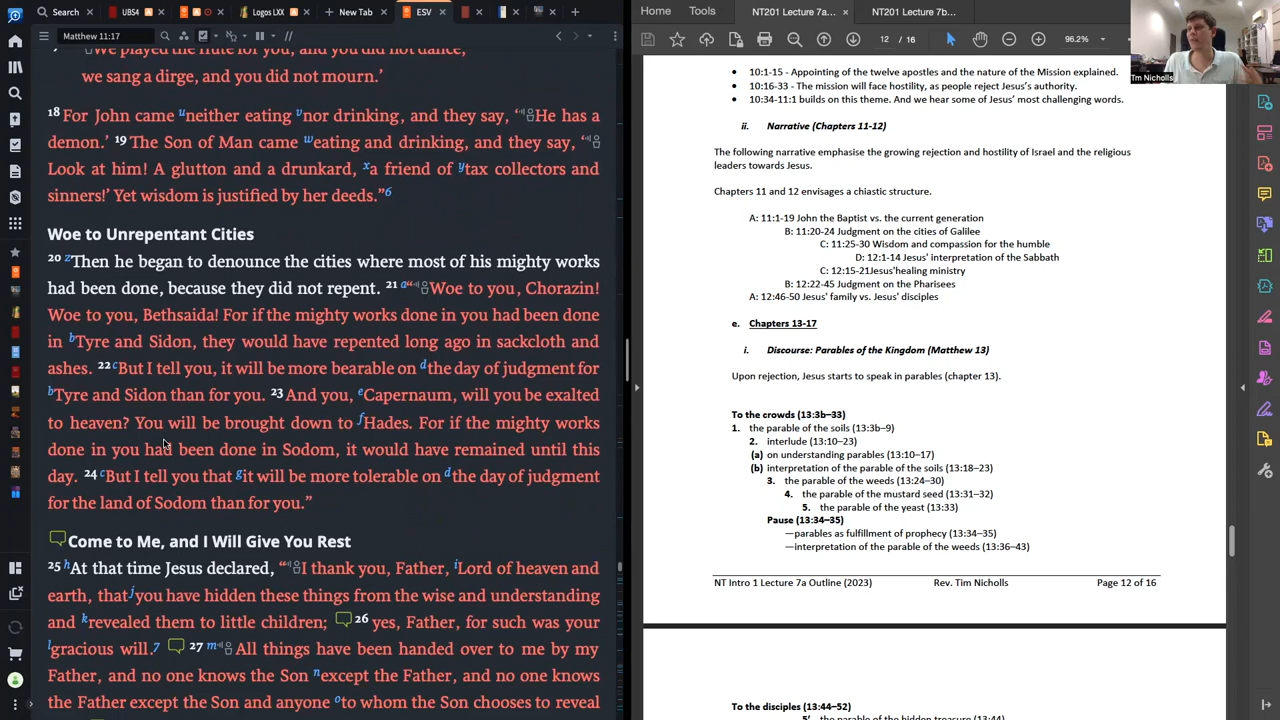 Search
UBS4
Logos LXX
New Tab
ESV
Matthew 11:17
we sang a dirge, and you did not mourn.’
18 For John came u neither eating v nor drinking, and they say, ‘He has a
demon.’ 19 The Son of Man came w eating and drinking, and they say, ‘
Look at him! A glutton and a drunkard, x a friend of y tax collectors and
sinners!’ Yet wisdom is justified by her deeds.” 6
Woe to Unrepentant Cities
20 z Then he began to denounce the cities where most of his mighty works
had been done, because they did not repent. 21 a “Woe to you, Chorazin!
Woe to you, Bethsaida! For if the mighty works done in you had been done
in b Tyre and Sidon, they would have repented long ago in sackcloth and
ashes. 22 c But I tell you, it will be more bearable on d the day of judgment for
b Tyre and Sidon than for you. 23 And you, e Capernaum, will you be exalted
to heaven? You will be brought down to f Hades. For if the mighty works
done in you had been done in Sodom, it would have remained until this
day. 24 c But I tell you that g it will be more tolerable on d the day of judgment
for the land of Sodom than for you.”
Come to Me, and I Will Give You Rest
25 h At that time Jesus declared, “I thank you, Father, i Lord of heaven and
earth, that j you have hidden these things from the wise and understanding
and k revealed them to little children; 26 yes, Father, for such was your
l gracious will. 7 27 m All things have been handed over to me by my
Father, and no one knows the Son n except the Father, and no one knows
the Father except the Son and anyone o to whom the Son chooses to reveal
Home
Tools
NT201 Lecture 7a...
NT201 Lecture 7b...
12 / 16
96.2%
Tm Nicholls
• 10:1-15 - Appointing of the twelve apostles and the nature of the Mission explained.
• 10:16-33 - The mission will face hostility, as people reject Jesus’s authority.
• 10:34-11:1 builds on this theme. And we hear some of Jesus’ most challenging words.
ii. Narrative (Chapters 11-12)
The following narrative emphasise the growing rejection and hostility of Israel and the religious
leaders towards Jesus.
Chapters 11 and 12 envisages a chiastic structure.
A: 11:1-19 John the Baptist vs. the current generation
B: 11:20-24 Judgment on the cities of Galilee
C: 11:25-30 Wisdom and compassion for the humble
D: 12:1-14 Jesus' interpretation of the Sabbath
C: 12:15-21Jesus'healing ministry
B: 12:22-45 Judgment on the Pharisees
A: 12:46-50 Jesus' family vs. Jesus' disciples
e. Chapters 13-17
i. Discourse: Parables of the Kingdom (Matthew 13)
Upon rejection, Jesus starts to speak in parables (chapter 13).
To the crowds (13:3b–33)
1. the parable of the soils (13:3b–9)
2. interlude (13:10–23)
(a) on understanding parables (13:10–17)
(b) interpretation of the parable of the soils (13:18–23)
3. the parable of the weeds (13:24–30)
4. the parable of the mustard seed (13:31–32)
5. the parable of the yeast (13:33)
Pause (13:34–35)
—parables as fulfillment of prophecy (13:34–35)
—interpretation of the parable of the weeds (13:36–43)
NT Intro 1 Lecture 7a Outline (2023) Rev. Tim Nicholls Page 12 of 16
To the disciples (13:44–52)
5'. the parable of the hidden treasure (13:44)